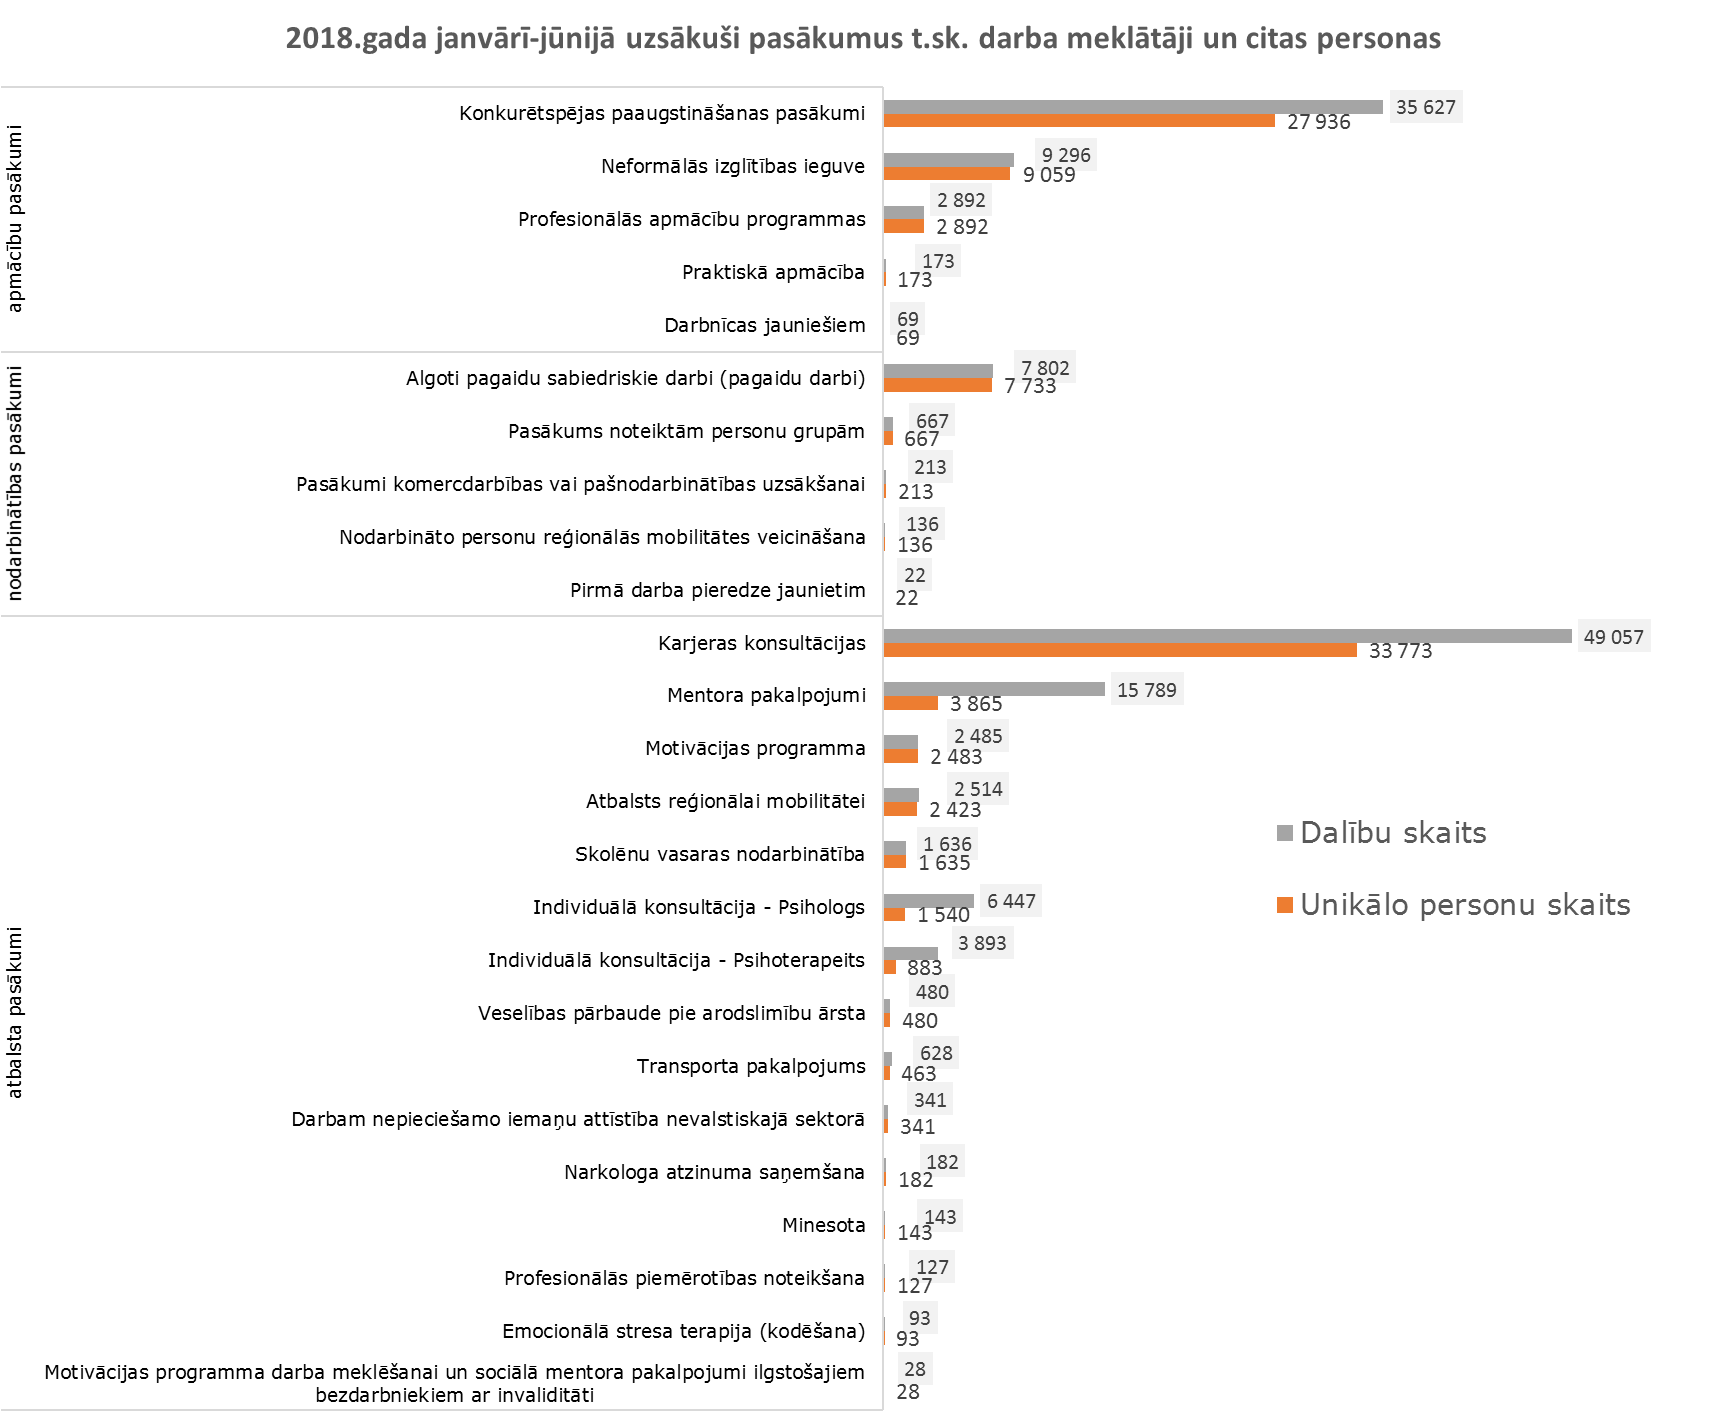 2018.gada janvārī-jūnijā uzsākuši pasākumus t.sk. darba meklātāji un citas personas
apmācību pasākumi
Konkurētspējas paaugstināšanas pasākumi
35 627
27 936
Neformālās izglītības ieguve
9 296
9 059
Profesionālās apmācību programmas
2 892
2 892
Praktiskā apmācība
173
173
Darbnīcas jauniešiem
69
69
nodarbinātības pasākumi
Algoti pagaidu sabiedriskie darbi (pagaidu darbi)
7 802
7 733
Pasākums noteiktām personu grupām
667
667
Pasākumi komercdarbības vai pašnodarbinātības uzsākšanai
213
213
Nodarbināto personu reģionālās mobilitātes veicināšana
136
136
Pirmā darba pieredze jaunietim
22
22
atbalsta pasākumi
Karjeras konsultācijas
49 057
33 773
Mentora pakalpojumi
15 789
3 865
Motivācijas programma
2 485
2 483
Atbalsts reģionālai mobilitātei
2 514
2 423
Skolēnu vasaras nodarbinātība
1 636
1 635
Individuālā konsultācija - Psihologs
6 447
1 540
Individuālā konsultācija - Psihoterapeits
3 893
883
Veselības pārbaude pie arodslimību ārsta
480
480
Transporta pakalpojums
628
463
Darbam nepieciešamo iemaņu attīstība nevalstiskajā sektorā
341
341
Narkologa atzinuma saņemšana
182
182
Minesota
143
143
Profesionālās piemērotības noteikšana
127
127
Emocionālā stresa terapija (kodēšana)
93
93
Motivācijas programma darba meklēšanai un sociālā mentora pakalpojumi ilgstošajiem
bezdarbniekiem ar invaliditāti
28
28
Dalību skaits
Unikālo personu skaits